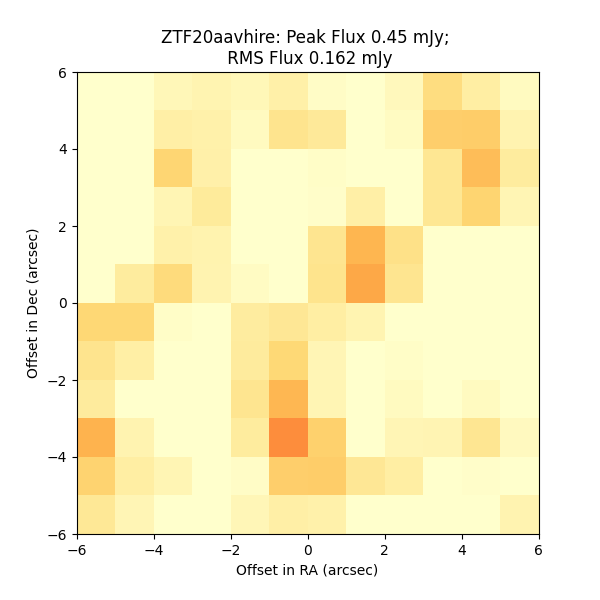 ZTF20aavhire: Peak Flux 0.45 mJy;
RMS Flux 0.162 mJy
6
4
2
0
−2
−4
−6
Offset in Dec (arcsec)
−6 −4 −2 0 2 4 6
Offset in RA (arcsec)